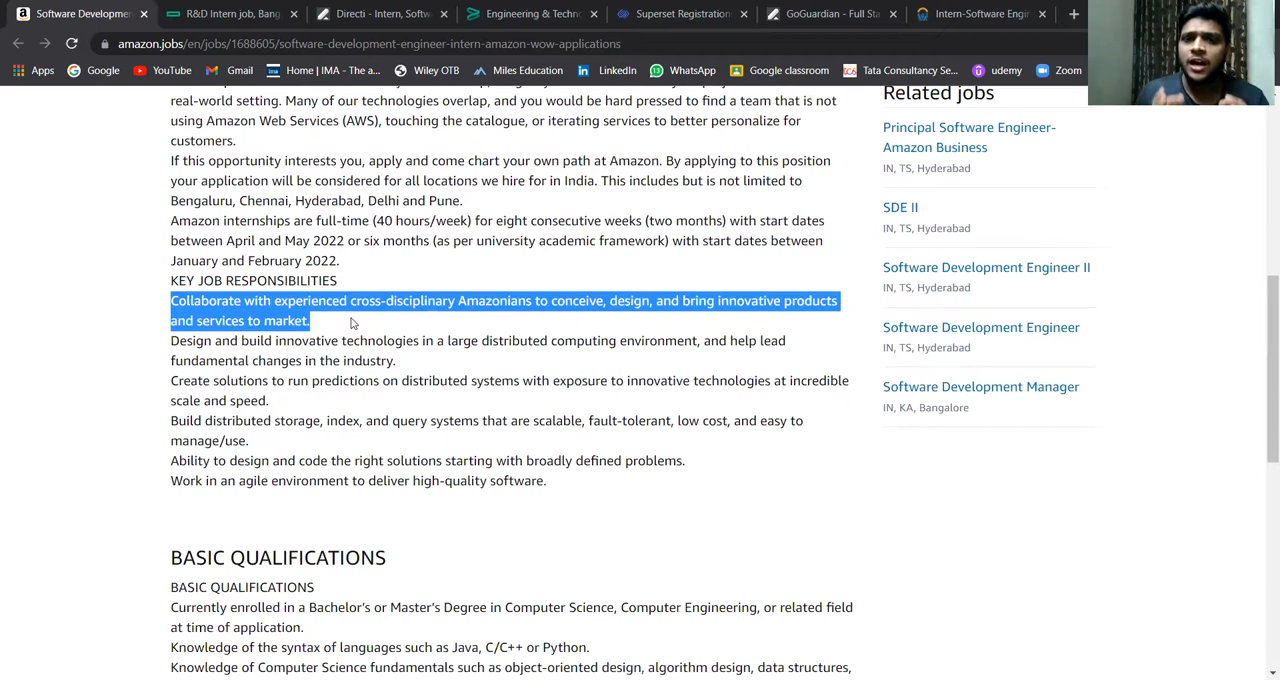 Software Developmen
R&D Intern job, Bang
Directi - Intern, Softw
Engineering & Techn
Superset Registration
GoGuardian - Full Sta
Intern-Software Engin
amazon.jobs/en/jobs/1688605/software-development-engineer-intern-amazon-wow-applications
Apps Google YouTube Gmail Home | IMA - The a... Wiley OTB Miles Education LinkedIn WhatsApp Google classroom Tata Consultancy Se... udemy Zoom
real-world setting. Many of our technologies overlap, and you would be hard pressed to find a team that is not
using Amazon Web Services (AWS), touching the catalogue, or iterating services to better personalize for
customers.
If this opportunity interests you, apply and come chart your own path at Amazon. By applying to this position
your application will be considered for all locations we hire for in India. This includes but is not limited to
Bengaluru, Chennai, Hyderabad, Delhi and Pune.
Amazon internships are full-time (40 hours/week) for eight consecutive weeks (two months) with start dates
between April and May 2022 or six months (as per university academic framework) with start dates between
January and February 2022.
KEY JOB RESPONSIBILITIES
Collaborate with experienced cross-disciplinary Amazonians to conceive, design, and bring innovative products
and services to market.
Design and build innovative technologies in a large distributed computing environment, and help lead
fundamental changes in the industry.
Create solutions to run predictions on distributed systems with exposure to innovative technologies at incredible
scale and speed.
Build distributed storage, index, and query systems that are scalable, fault-tolerant, low cost, and easy to
manage/use.
Ability to design and code the right solutions starting with broadly defined problems.
Work in an agile environment to deliver high-quality software.
BASIC QUALIFICATIONS
BASIC QUALIFICATIONS
Currently enrolled in a Bachelor's or Master's Degree in Computer Science, Computer Engineering, or related field
at time of application.
Knowledge of the syntax of languages such as Java, C/C++ or Python.
Knowledge of Computer Science fundamentals such as object-oriented design, algorithm design, data structures,
Related jobs
Principal Software Engineer-
Amazon Business
IN, TS, Hyderabad
SDE II
IN, TS, Hyderabad
Software Development Engineer II
IN, TS, Hyderabad
Software Development Engineer
IN, TS, Hyderabad
Software Development Manager
IN, KA, Bangalore